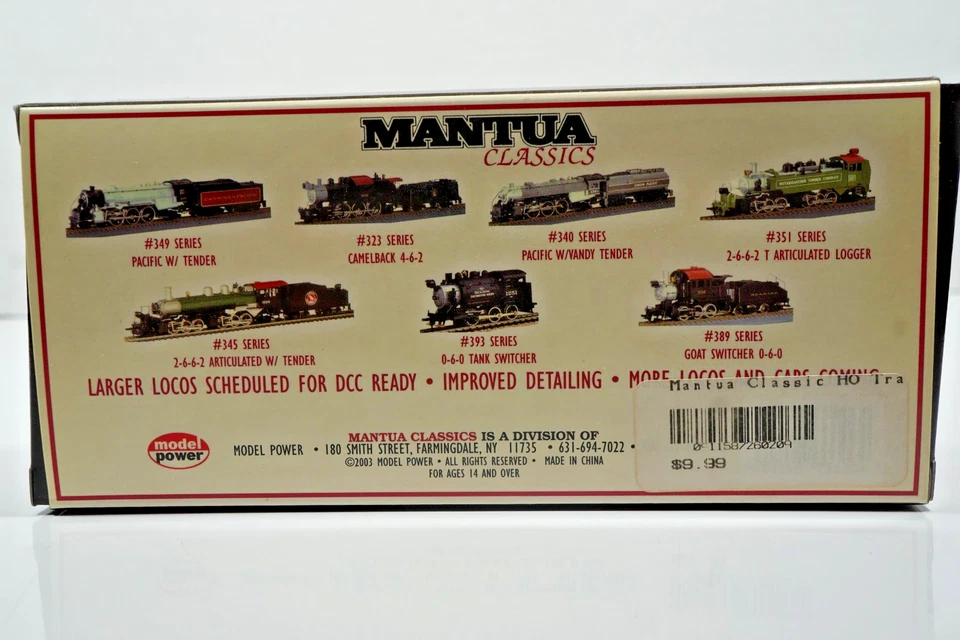 MANTUA
CLASSICS
#349 SERIES
PACIFIC W/ TENDER
#323 SERIES
CAMELBACK 4-6-2
#340 SERIES
PACIFIC W/VANDY TENDER
#351 SERIES
2-6-6-2 T ARTICULATED LOGGER
#345 SERIES
2-6-6-2 ARTICULATED W/ TENDER
#393 SERIES
0-6-0 TANK SWITCHER
#389 SERIES
GOAT SWITCHER 0-6-0
LARGER LOCOS SCHEDULED FOR DCC READY • IMPROVED DETAILING • MORE LOCOS AND CARS COMING
Mantua Classic HO Tra
$9.99
model
power
MANTUA CLASSICS IS A DIVISION OF
MODEL POWER • 180 SMITH STREET, FARMINGDALE, NY 11735 • 631-694-7022 •
©2003 MODEL POWER • ALL RIGHTS RESERVED • MADE IN CHINA
FOR AGES 14 AND OVER